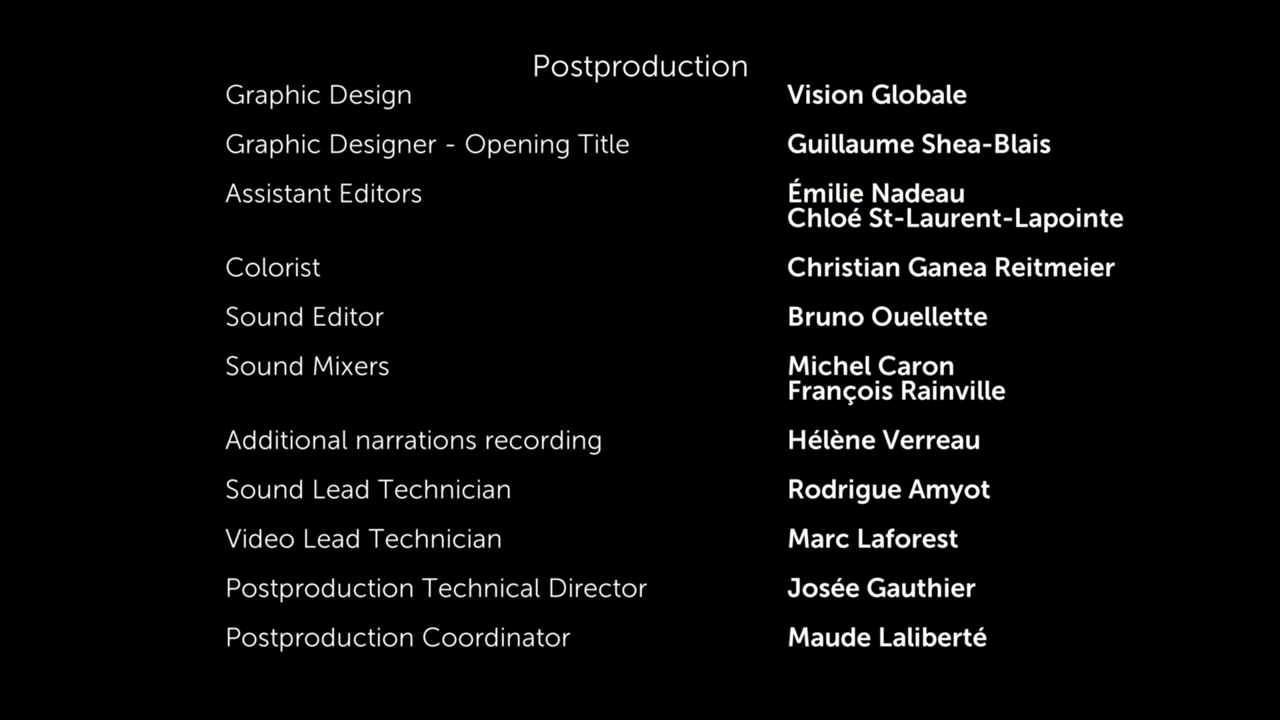 Postproduction
Graphic Design Vision Globale
Graphic Designer - Opening Title Guillaume Shea-Blais
Assistant Editors Émilie Nadeau
Chloé St-Laurent-Lapointe
Colorist Christian Ganea Reitmeier
Sound Editor Bruno Ouellette
Sound Mixers Michel Caron
François Rainville
Additional narrations recording Hélène Verreau
Sound Lead Technician Rodrigue Amyot
Video Lead Technician Marc Laforest
Postproduction Technical Director Josée Gauthier
Postproduction Coordinator Maude Laliberté